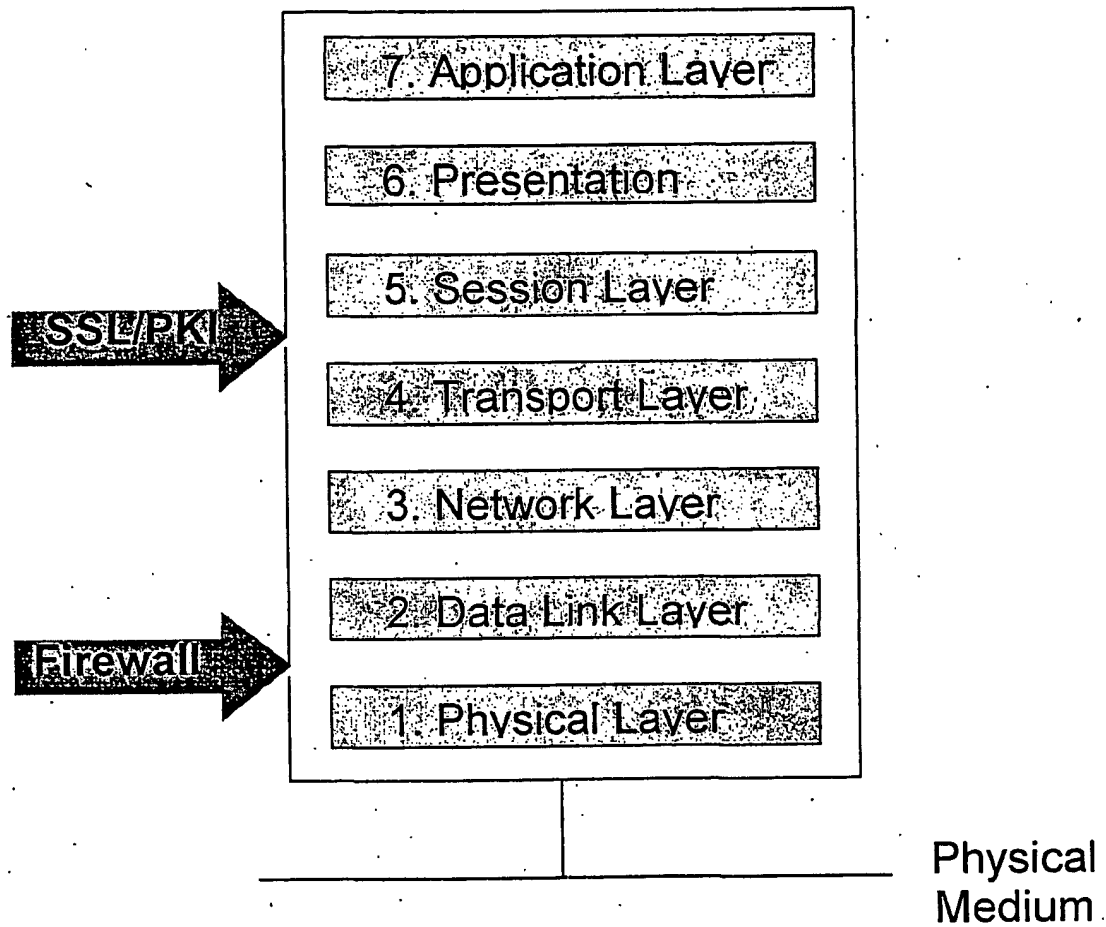 7. Application Layer
6. Presentation
5. Session Layer
SSL/PKI
4. Transport Layer
3. Network Layer
2. Data Link Layer
Firewall
1. Physical Layer
Physical
Medium